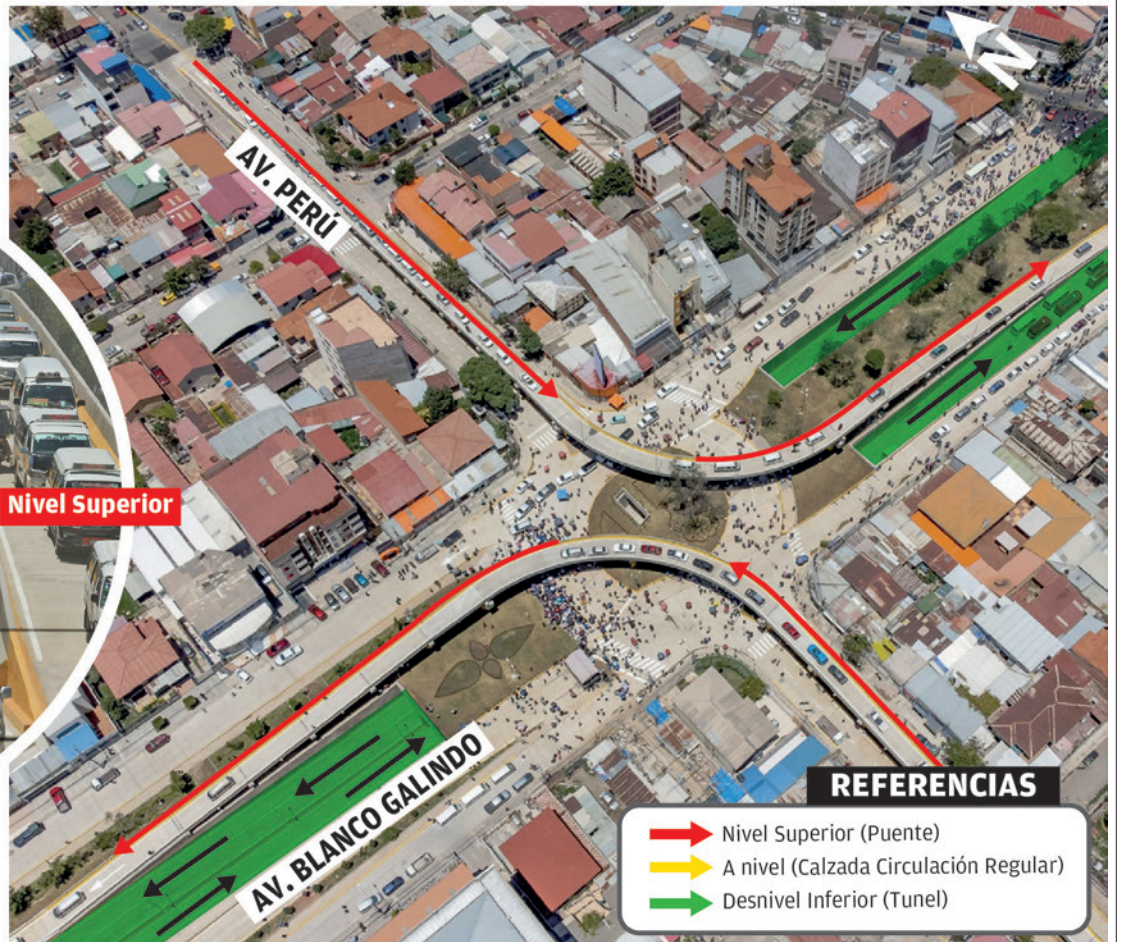 N
AV. PERÚ
Nivel Superior
AV. BLANCO GALINDO
REFERENCIAS
Nivel Superior (Puente)
A nivel (Calzada Circulación Regular)
Desnivel Inferior (Tunel)